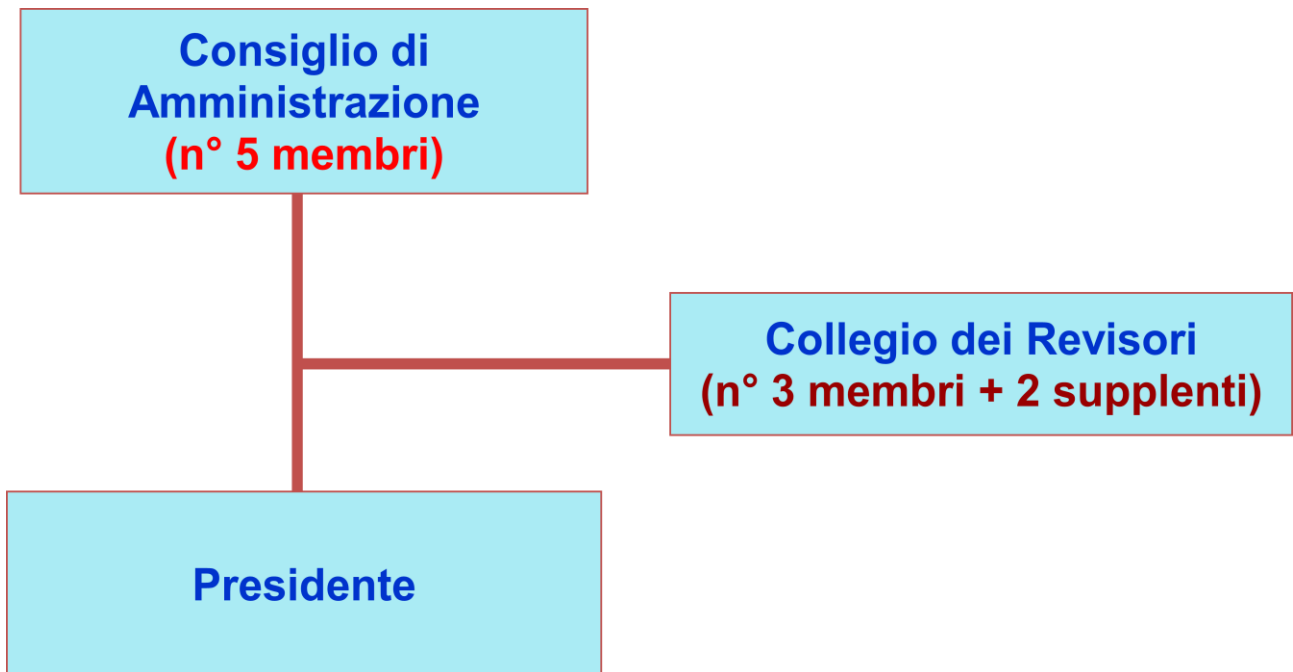 Consiglio di
Amministrazione
(n° 5 membri)
Collegio dei Revisori
(n° 3 membri + 2 supplenti)
Presidente